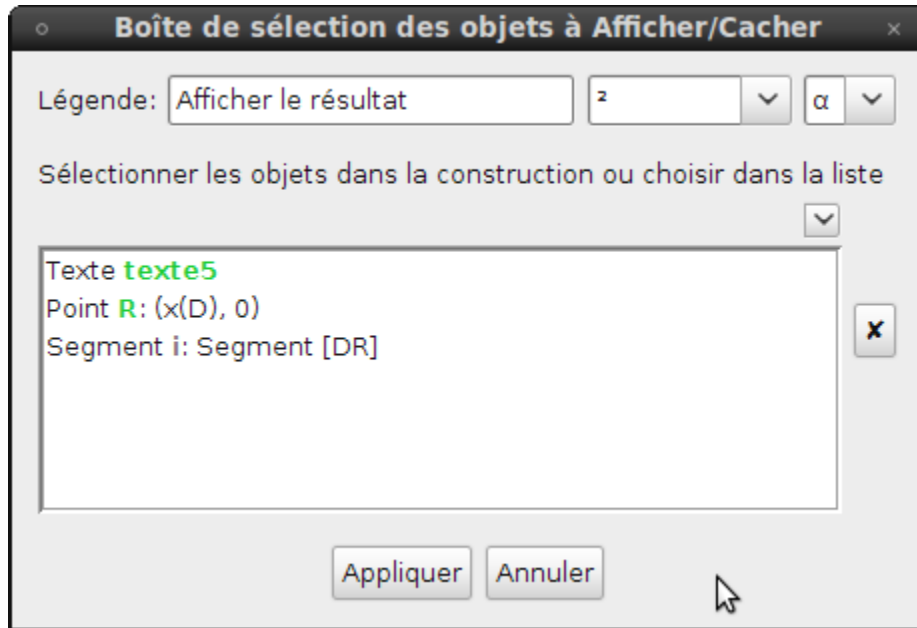 Boîte de sélection des objets à Afficher/Cacher
Légende: Afficher le résultat ² α
Sélectionner les objets dans la construction ou choisir dans la liste
Texte texte5
Point R: (x(D), 0)
Segment i: Segment [DR]
Appliquer Annuler